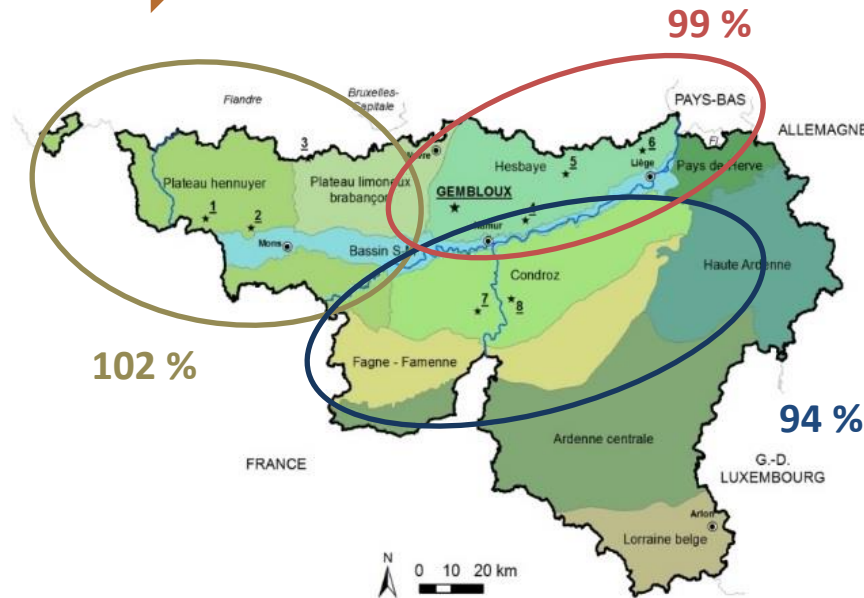 99 %
Flandre
Bruxelles-
Capitale
PAYS-BAS
ALLEMAGNE
3
6
Hesbaye
5
Liège
Pays de Herve
Plateau hennuyer
Plateau limoneux
brabançon
GEMBLOUX
1
2
4
Mons
Namur
Bassin S-M
Condroz
Haute Ardenne
7
8
102 %
Fagne - Famenne
94 %
Ardenne centrale
FRANCE
G.-D.
LUXEMBOURG
Arlon
Lorraine belge
N
0 10 20 km